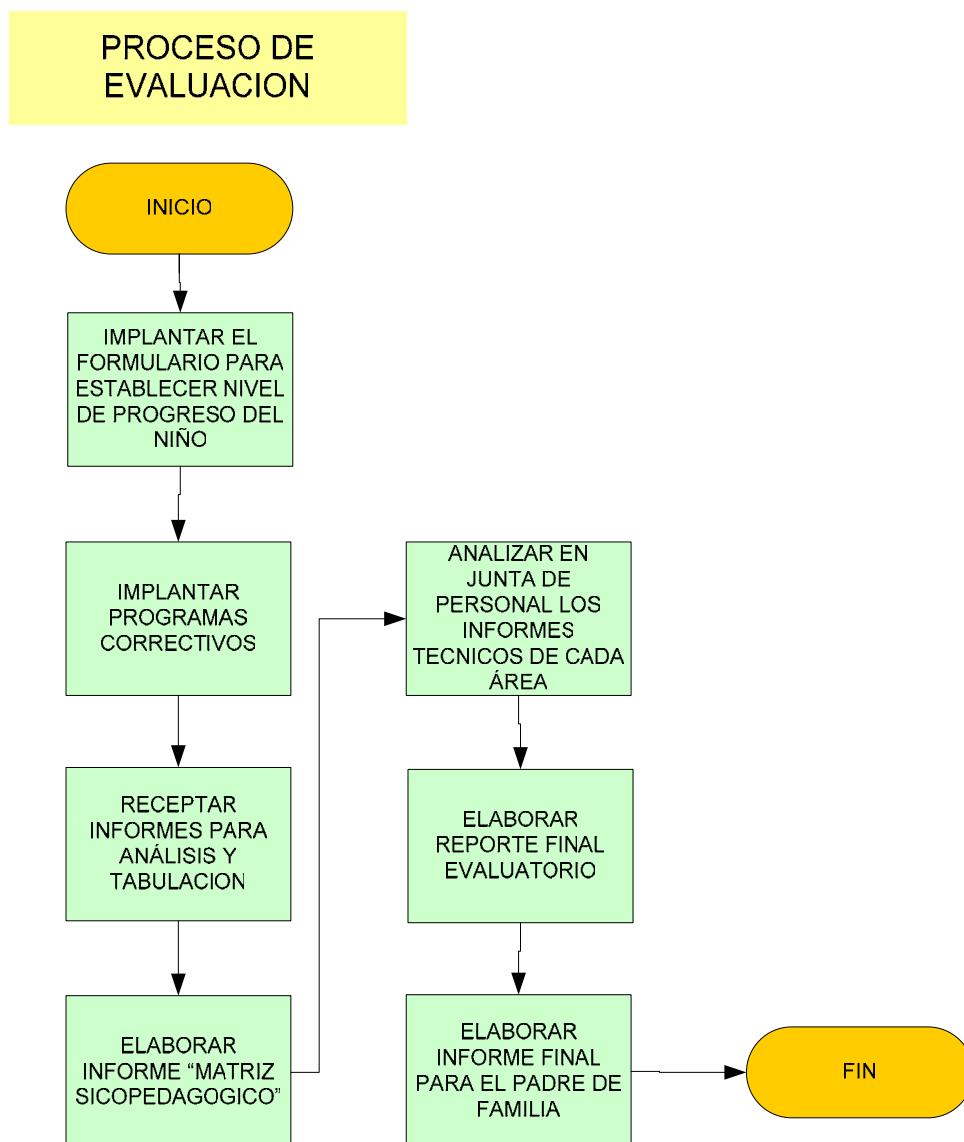 PROCESO DE
EVALUACION
INICIO
IMPLANTAR EL
FORMULARIO PARA
ESTABLECER NIVEL
DE PROGRESO DEL
NIÑO
IMPLANTAR
PROGRAMAS
CORRECTIVOS
RECEPTAR
INFORMES PARA
ANÁLISIS Y
TABULACION
ELABORAR
INFORME “MATRIZ
SICOPEDAGOGICO”
ANALIZAR EN
JUNTA DE
PERSONAL LOS
INFORMES
TECNICOS DE CADA
ÁREA
ELABORAR
REPORTE FINAL
EVALUATORIO
ELABORAR
INFORME FINAL
PARA EL PADRE DE
FAMILIA
FIN